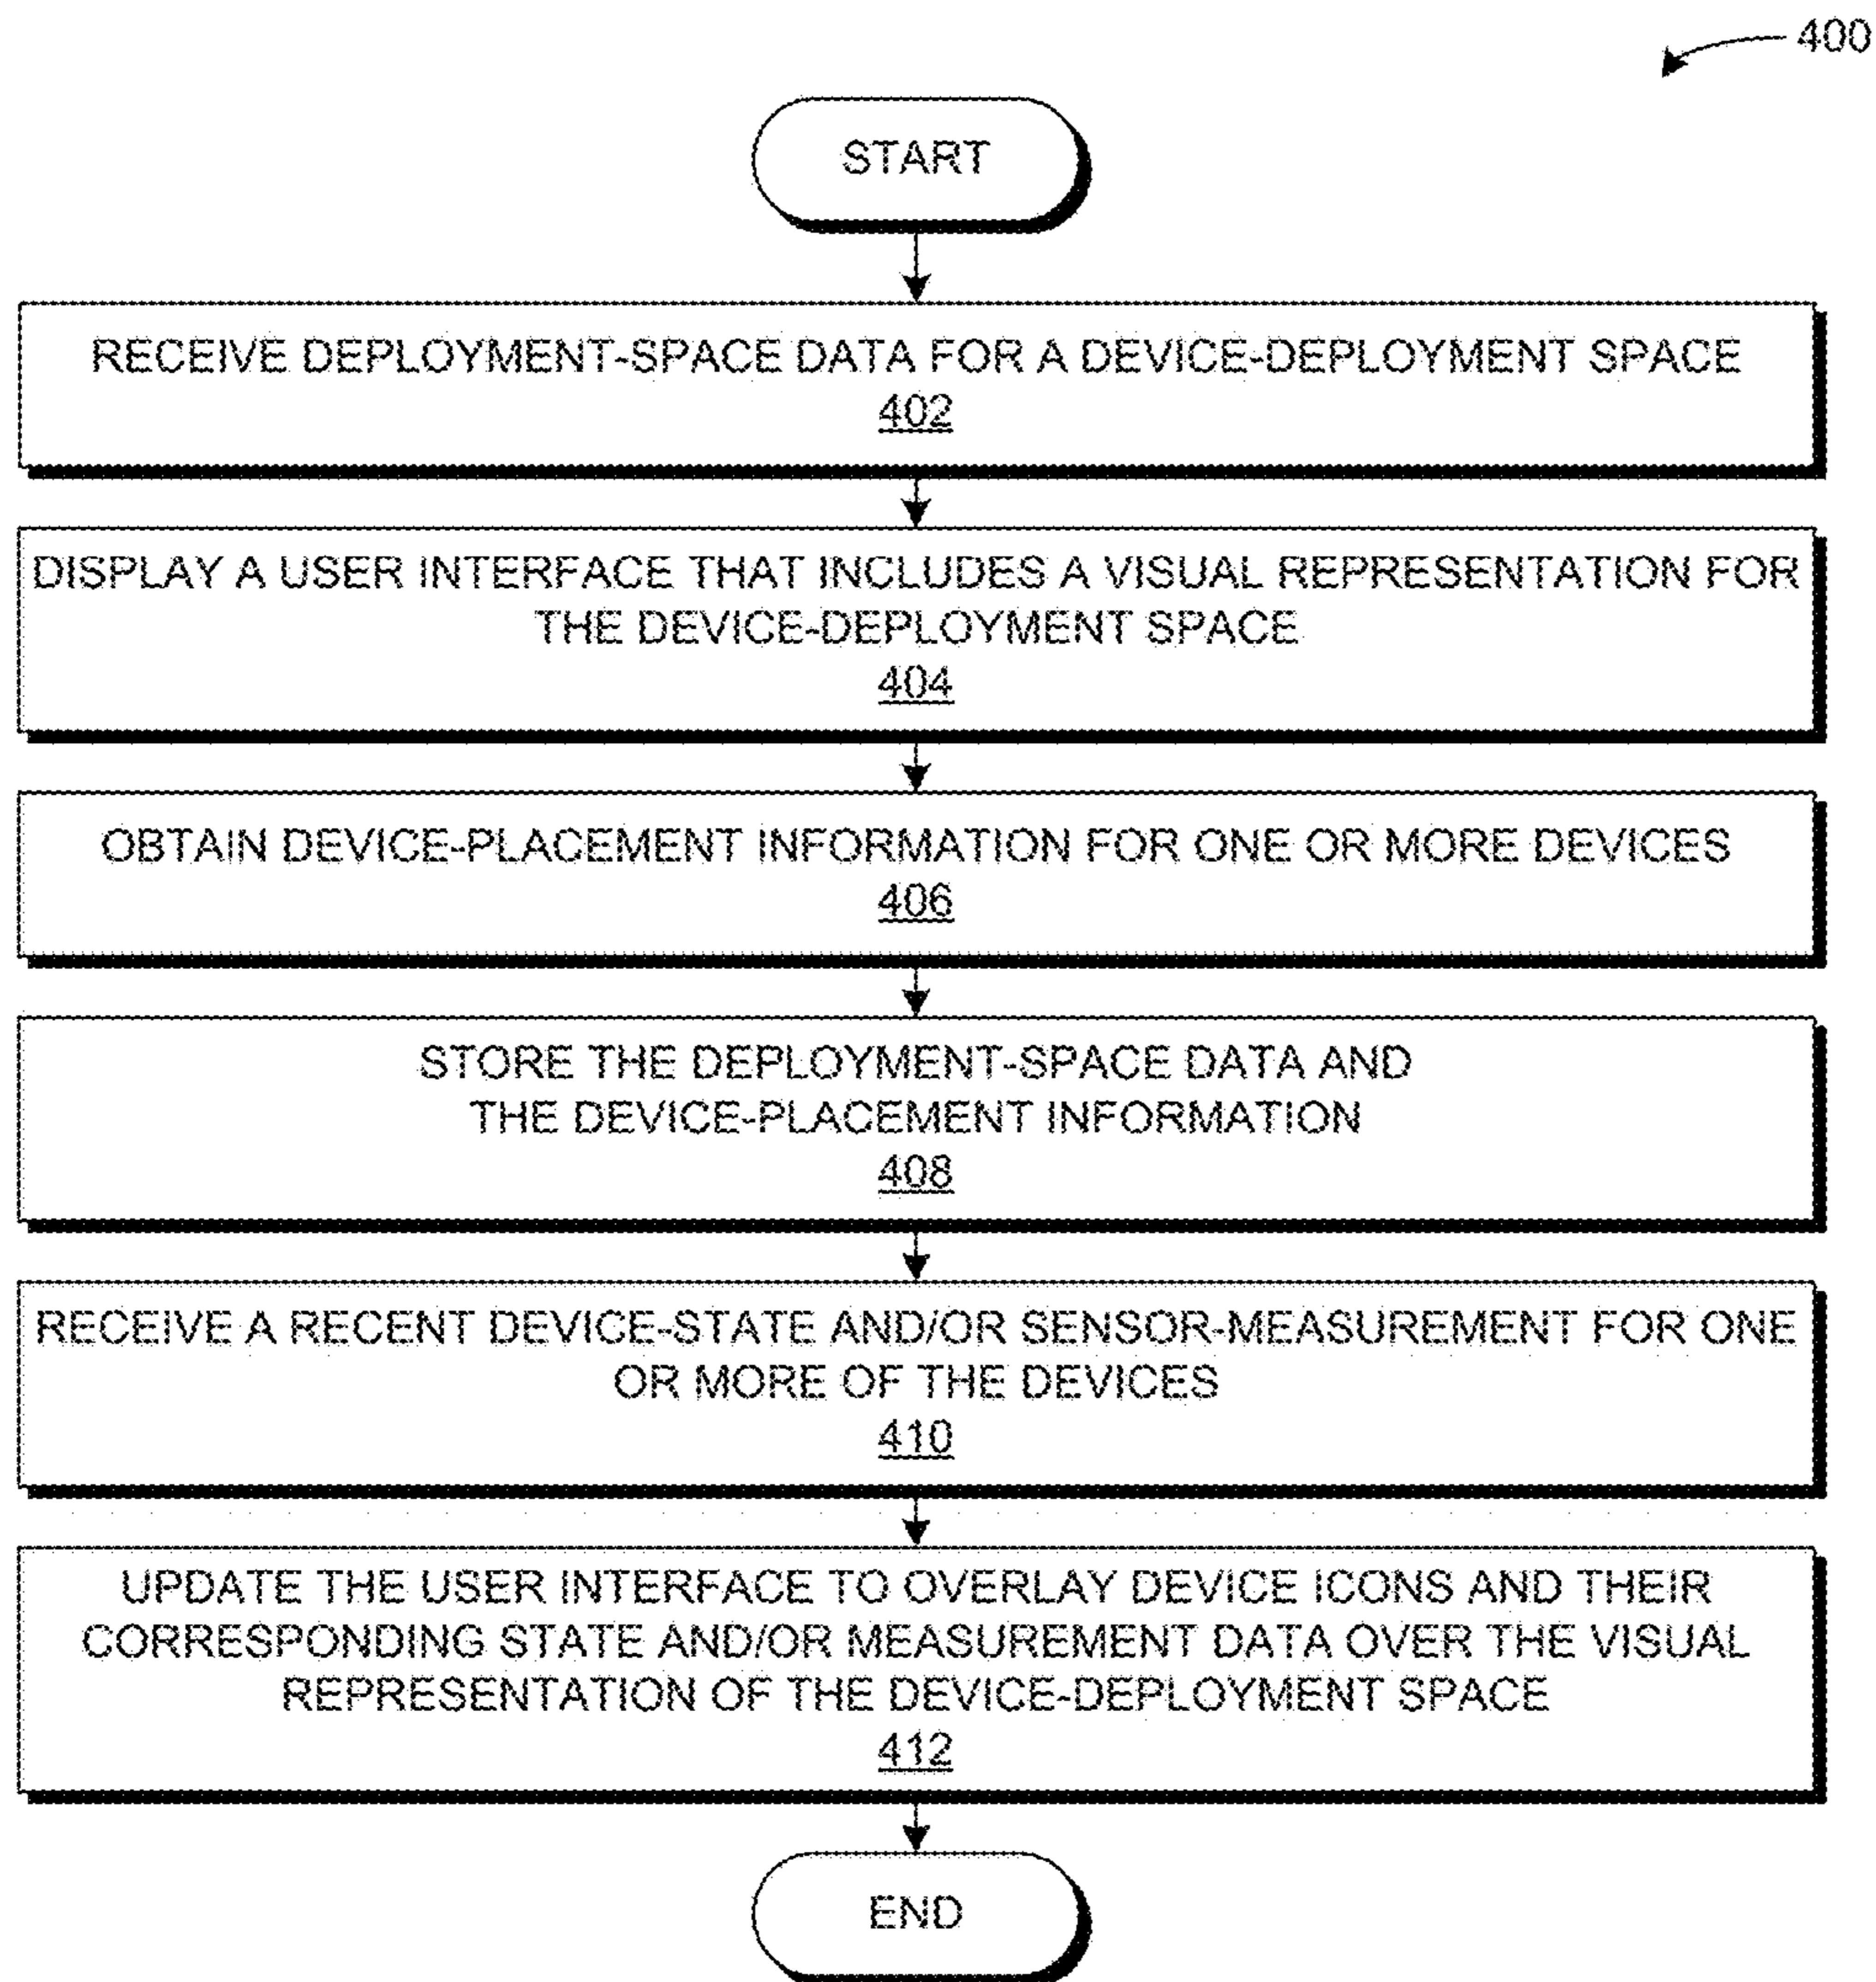 400
START
RECEIVE DEPLOYMENT-SPACE DATA FOR A DEVICE-DEPLOYMENT SPACE
402
DISPLAY A USER INTERFACE THAT INCLUDES A VISUAL REPRESENTATION FOR
THE DEVICE-DEPLOYMENT SPACE
404
OBTAIN DEVICE-PLACEMENT INFORMATION FOR ONE OR MORE DEVICES
406
STORE THE DEPLOYMENT-SPACE DATA AND
THE DEVICE-PLACEMENT INFORMATION
408
RECEIVE A RECENT DEVICE-STATE AND/OR SENSOR-MEASUREMENT FOR ONE
OR MORE OF THE DEVICES
410
UPDATE THE USER INTERFACE TO OVERLAY DEVICE ICONS AND THEIR
CORRESPONDING STATE AND/OR MEASUREMENT DATA OVER THE VISUAL
REPRESENTATION OF THE DEVICE-DEPLOYMENT SPACE
412
END